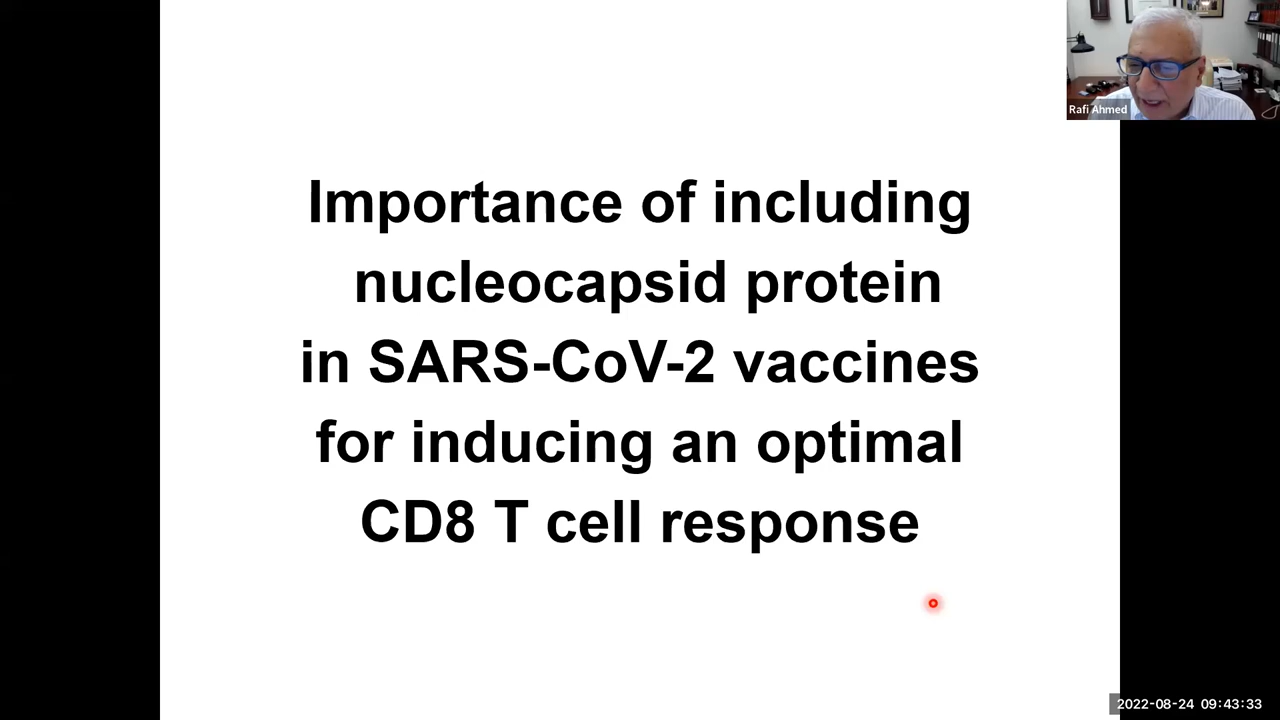 Rafi Ahmed
Importance of including
nucleocapsid protein
in SARS-CoV-2 vaccines
for inducing an optimal
CD8 T cell response
2022-08-24 09:43:33